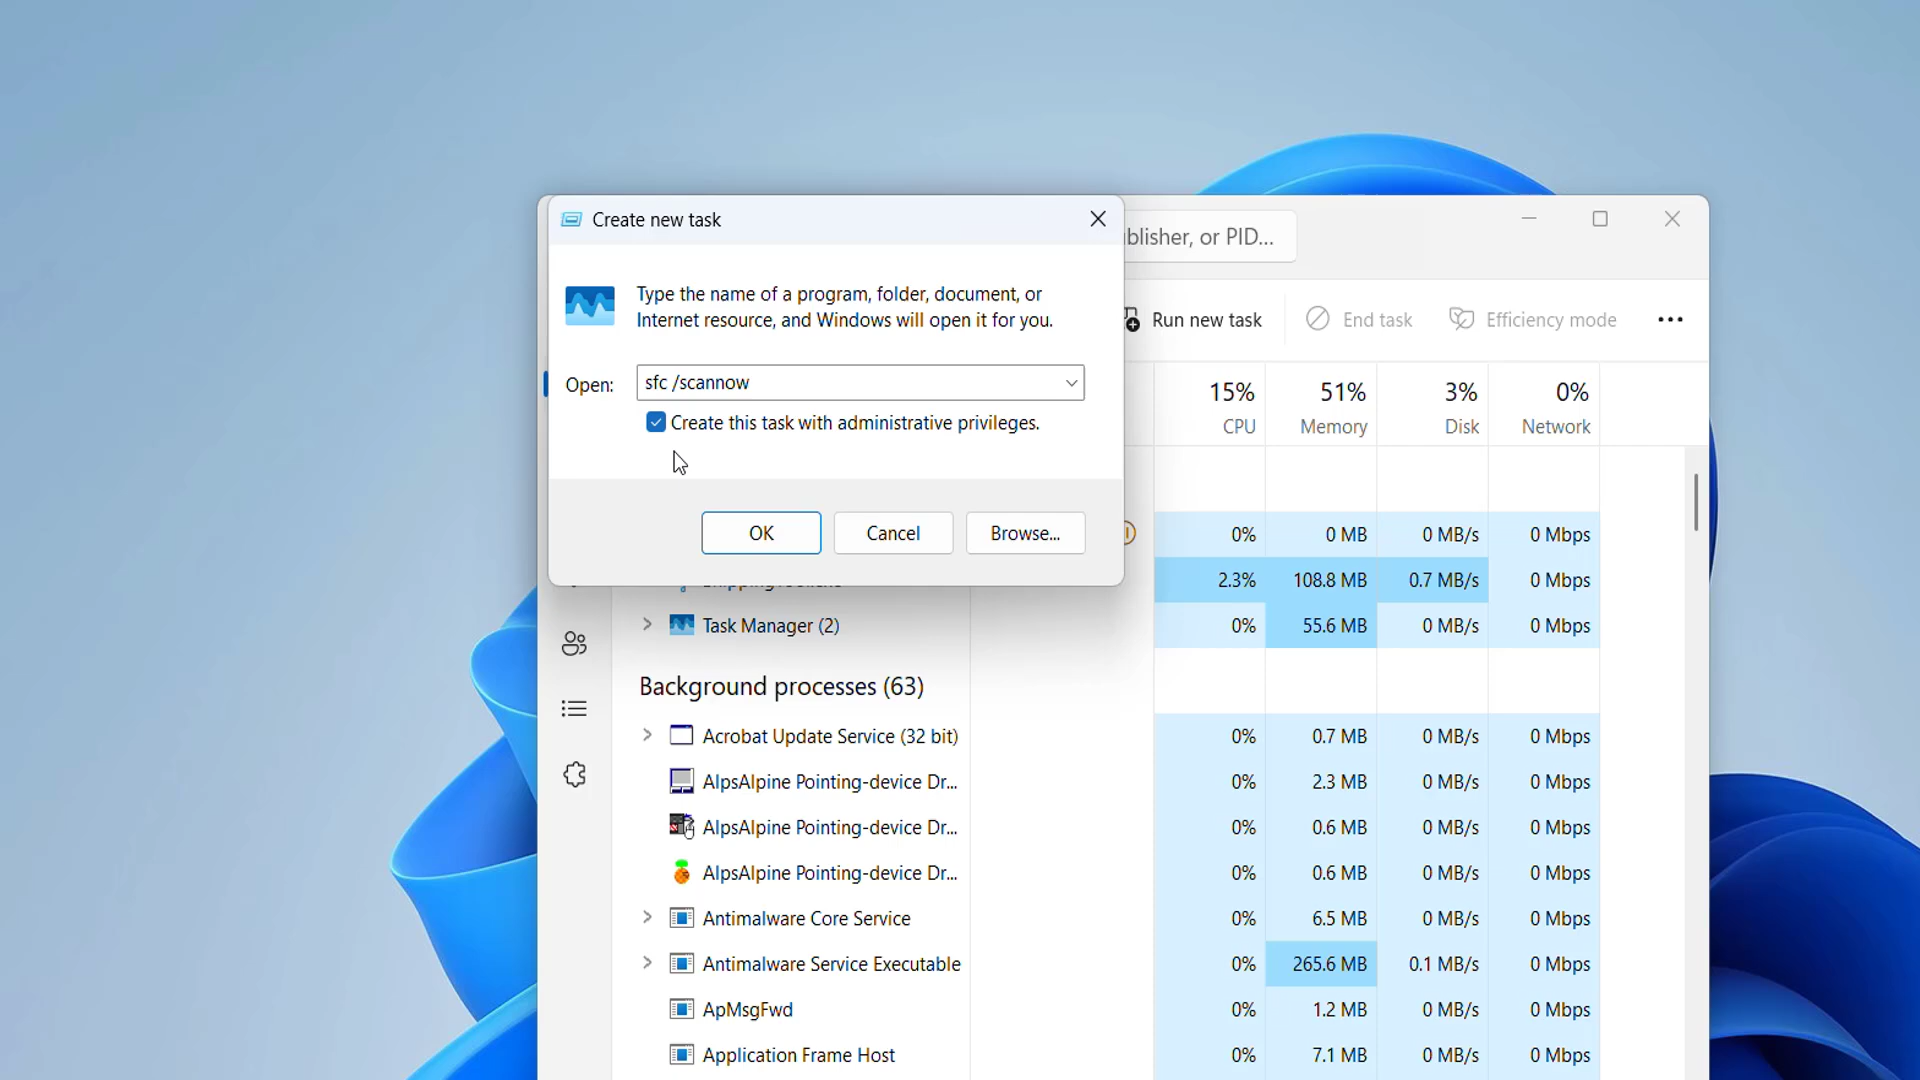 Create new task
Type the name of a program, folder, document, or
Internet resource, and Windows will open it for you.
Open: sfc /scannow
Create this task with administrative privileges.
OK Cancel Browse...
blisher, or PID...
Run new task End task Efficiency mode
15% 51% 3% 0%
CPU Memory Disk Network
0% 0 MB 0 MB/s 0 Mbps
2.3% 108.8 MB 0.7 MB/s 0 Mbps
Task Manager (2) 0% 55.6 MB 0 MB/s 0 Mbps
Background processes (63)
Acrobat Update Service (32 bit) 0% 0.7 MB 0 MB/s 0 Mbps
AlpsAlpine Pointing-device Dr... 0% 2.3 MB 0 MB/s 0 Mbps
AlpsAlpine Pointing-device Dr... 0% 0.6 MB 0 MB/s 0 Mbps
AlpsAlpine Pointing-device Dr... 0% 0.6 MB 0 MB/s 0 Mbps
Antimalware Core Service 0% 6.5 MB 0 MB/s 0 Mbps
Antimalware Service Executable 0% 265.6 MB 0.1 MB/s 0 Mbps
ApMsgFwd 0% 1.2 MB 0 MB/s 0 Mbps
Application Frame Host 0% 7.1 MB 0 MB/s 0 Mbps